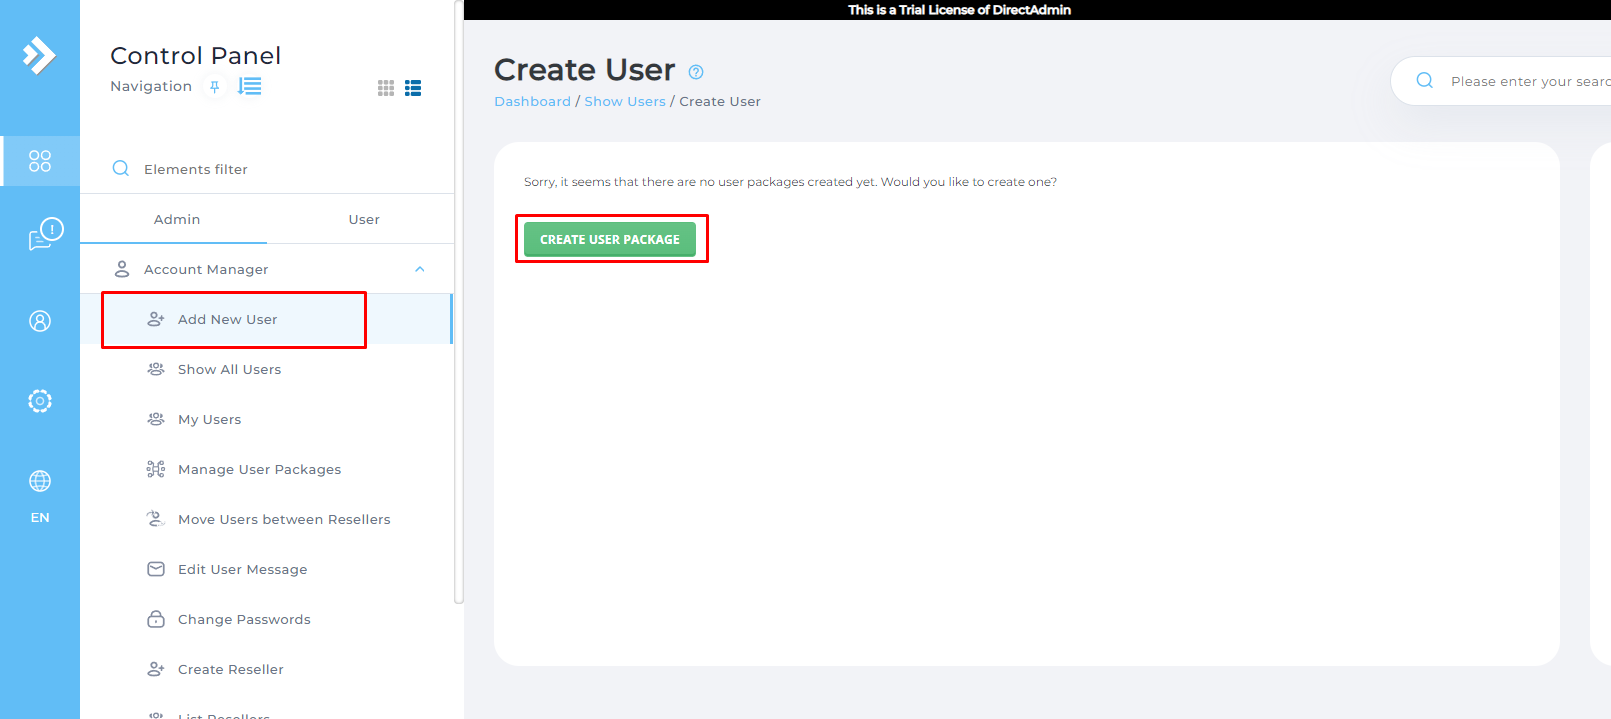 This is a Trial License of DirectAdmin
Control Panel
Navigation
Elements filter
Admin User
Account Manager
Add New User
Show All Users
My Users
Manage User Packages
Move Users between Resellers
Edit User Message
Change Passwords
Create Reseller
List Resellers
!
EN
Create User ?
Dashboard / Show Users / Create User
Please enter your searc
Sorry, it seems that there are no user packages created yet. Would you like to create one?
CREATE USER PACKAGE